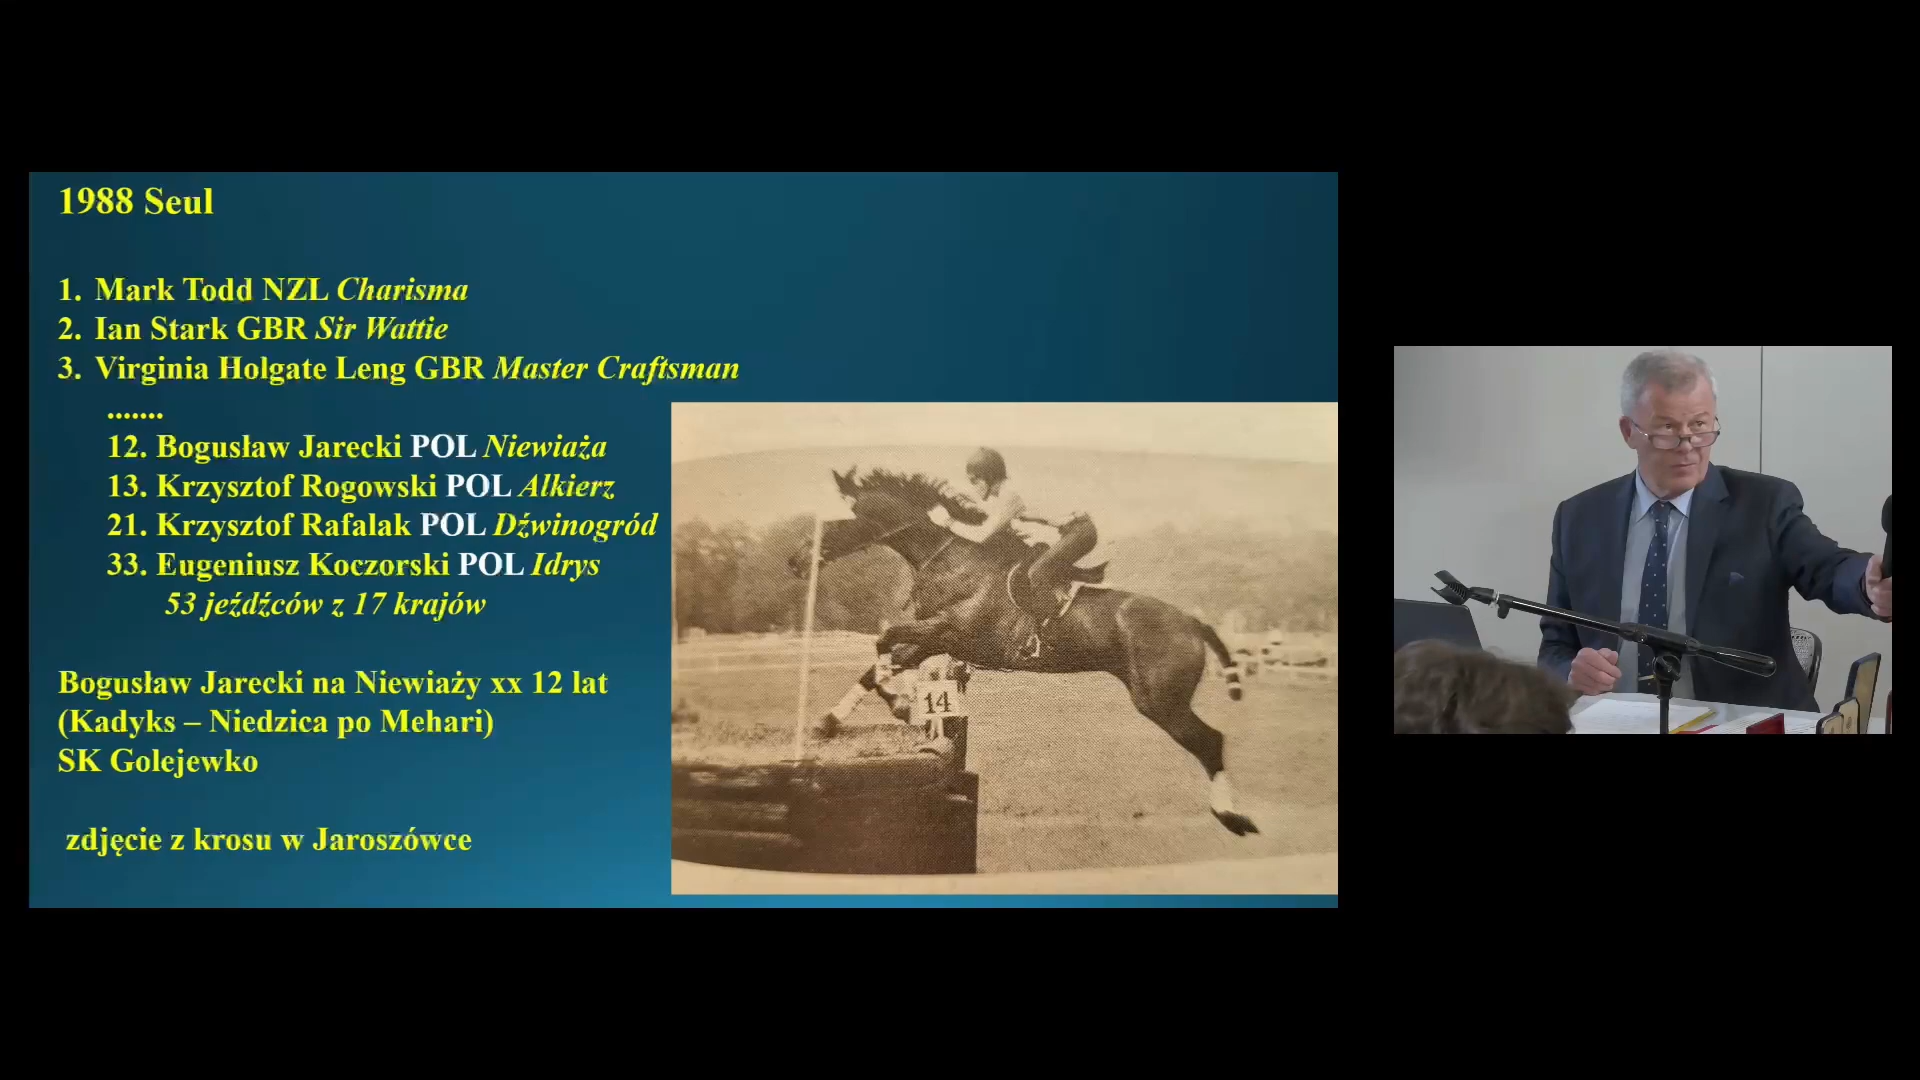 1988 Seul
1. Mark Todd NZL Charisma
2. Ian Stark GBR Sir Wattie
3. Virginia Holgate Leng GBR Master Craftsman
.......
12. Bogusław Jarecki POL Niewiaża
13. Krzysztof Rogowski POL Alkierz
21. Krzysztof Rafalak POL Dźwinogród
33. Eugeniusz Koczorski POL Idrys
53 jeźdźców z 17 krajów
Bogusław Jarecki na Niewiaży xx 12 lat
(Kadyks – Niedzica po Mehari)
SK Golejewko
zdjęcie z krosu w Jaroszówce
14